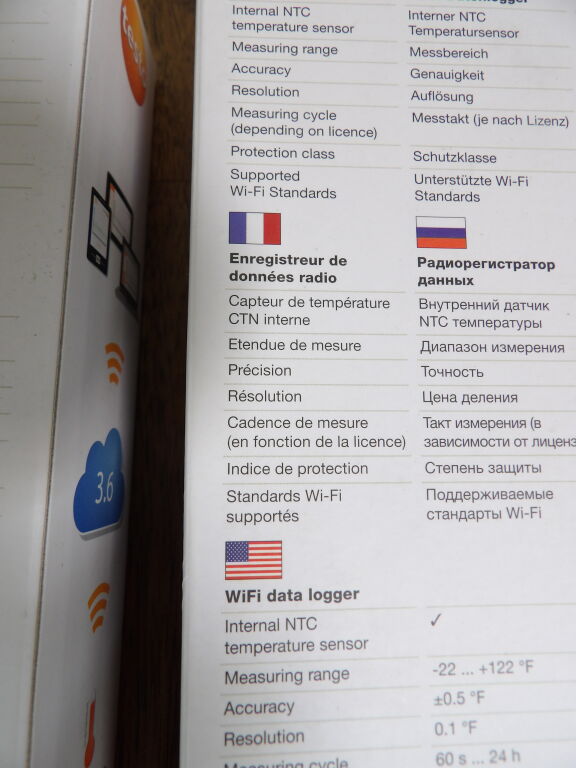 testo
3.6
Internal NTC
temperature sensor
Measuring range
Accuracy
Resolution
Measuring cycle
(depending on licence)
Protection class
Supported
Wi-Fi Standards
Interner NTC
Temperatursensor
Messbereich
Genauigkeit
Auflösung
Messtakt (je nach Lizenz)
Schutzklasse
Unterstützte Wi-Fi
Standards
Enregistreur de
données radio
Capteur de température
CTN interne
Etendue de mesure
Précision
Résolution
Cadence de mesure
(en fonction de la licence)
Indice de protection
Standards Wi-Fi
supportés
Радиорегистратор
данных
Внутренний датчик
NTC температуры
Диапазон измерения
Точность
Цена деления
Такт измерения (в
зависимости от лиценз
Степень защиты
Поддерживаемые
стандарты Wi-Fi
WiFi data logger
Internal NTC
temperature sensor
✓
Measuring range
-22 ... +122 °F
Accuracy
±0.5 °F
Resolution
0.1 °F
Measuring cycle
60 s ... 24 h